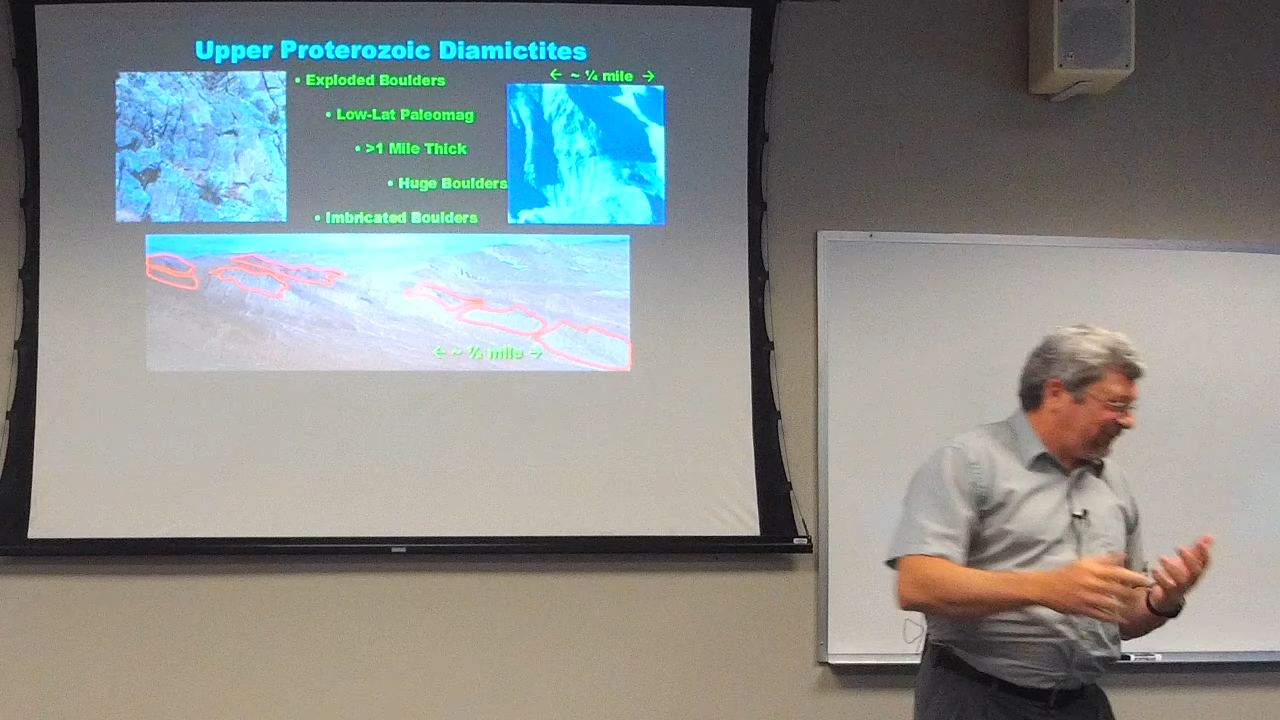 Upper Proterozoic Diamictites
• Exploded Boulders
← ~ ¼ mile →
• Low-Lat Paleomag
• >1 Mile Thick
• Huge Boulders
• Imbricated Boulders
← ~ ⅓ mile →